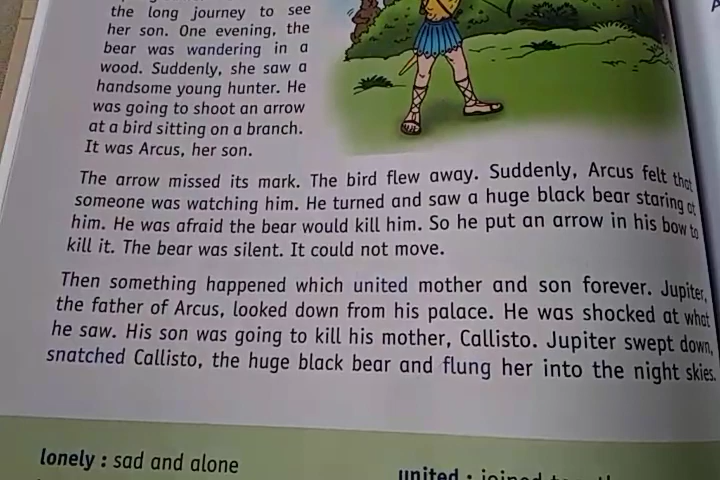 the long journey to see
her son. One evening, the
bear was wandering in a
wood. Suddenly, she saw a
handsome young hunter. He
was going to shoot an arrow
at a bird sitting on a branch.
It was Arcus, her son.
The arrow missed its mark. The bird flew away. Suddenly, Arcus felt that
someone was watching him. He turned and saw a huge black bear staring at
him. He was afraid the bear would kill him. So he put an arrow in his bow to
kill it. The bear was silent. It could not move.
Then something happened which united mother and son forever. Jupiter,
the father of Arcus, looked down from his palace. He was shocked at what
he saw. His son was going to kill his mother, Callisto. Jupiter swept down,
snatched Callisto, the huge black bear and flung her into the night skies.
lonely : sad and alone
united :